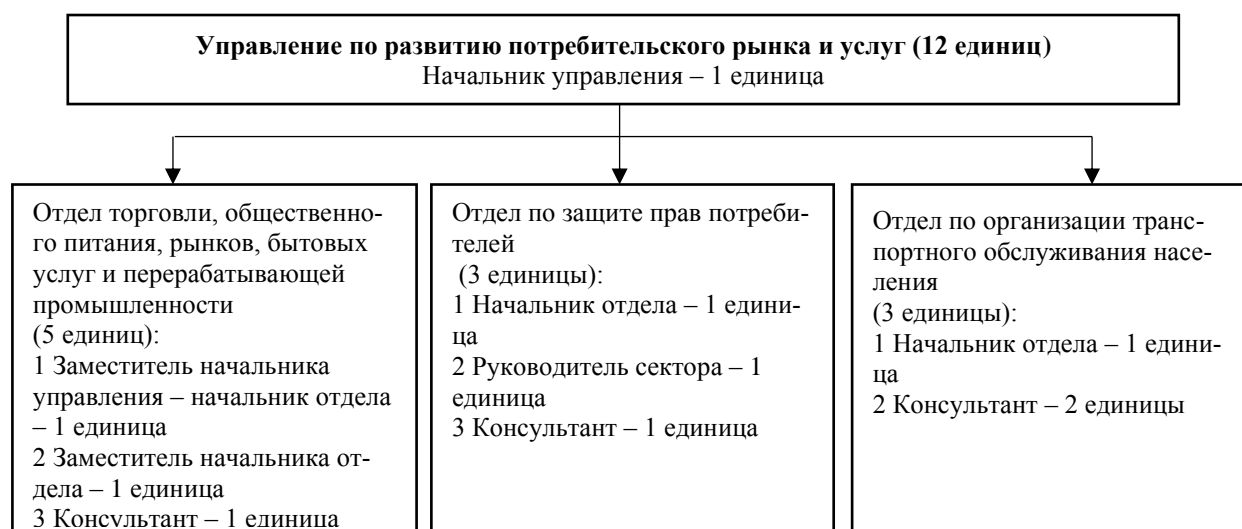 Управление по развитию потребительского рынка и услуг (12 единиц)
Начальник управления – 1 единица
Отдел торговли, общественно-
го питания, рынков, бытовых
услуг и перерабатывающей
промышленности
(5 единиц):
1 Заместитель начальника
управления – начальник отдела
– 1 единица
2 Заместитель начальника от-
дела – 1 единица
3 Консультант – 1 единица
Отдел по защите прав потреби-
телей
(3 единицы):
1 Начальник отдела – 1 едини-
ца
2 Руководитель сектора – 1
единица
3 Консультант – 1 единица
Отдел по организации транс-
портного обслуживания насе-
ления
(3 единицы):
1 Начальник отдела – 1 едини-
ца
2 Консультант – 2 единицы